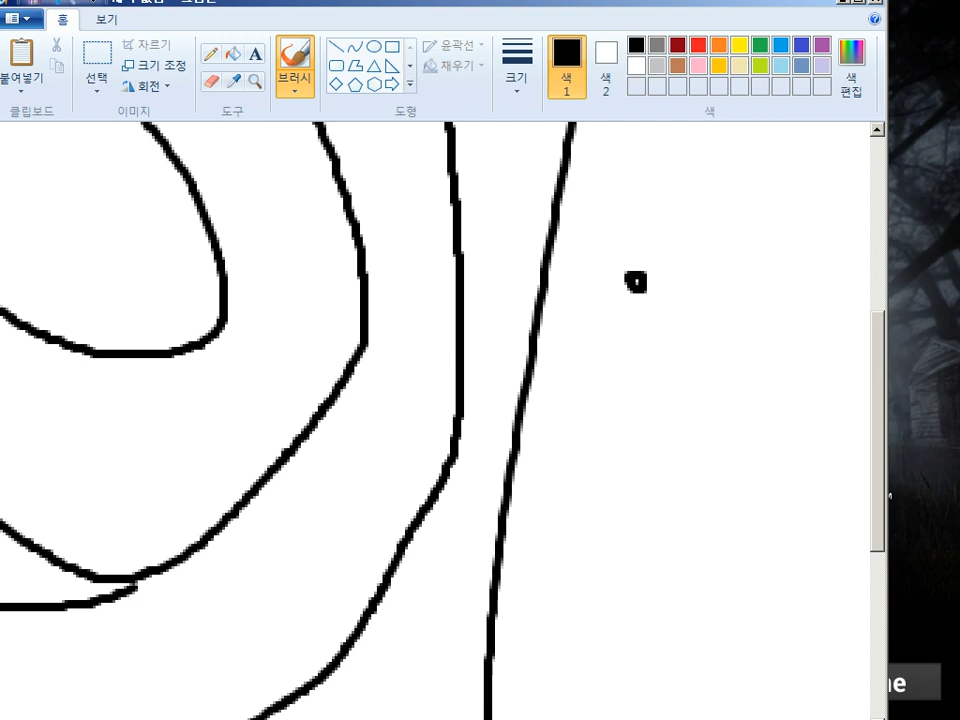 홈 보기
붙여넣기
클립보드
선택
자르기
크기 조정
회전
이미지
A
도구
브러시
윤곽선
채우기
도형
크기
색
1
색
2
색
편집
색